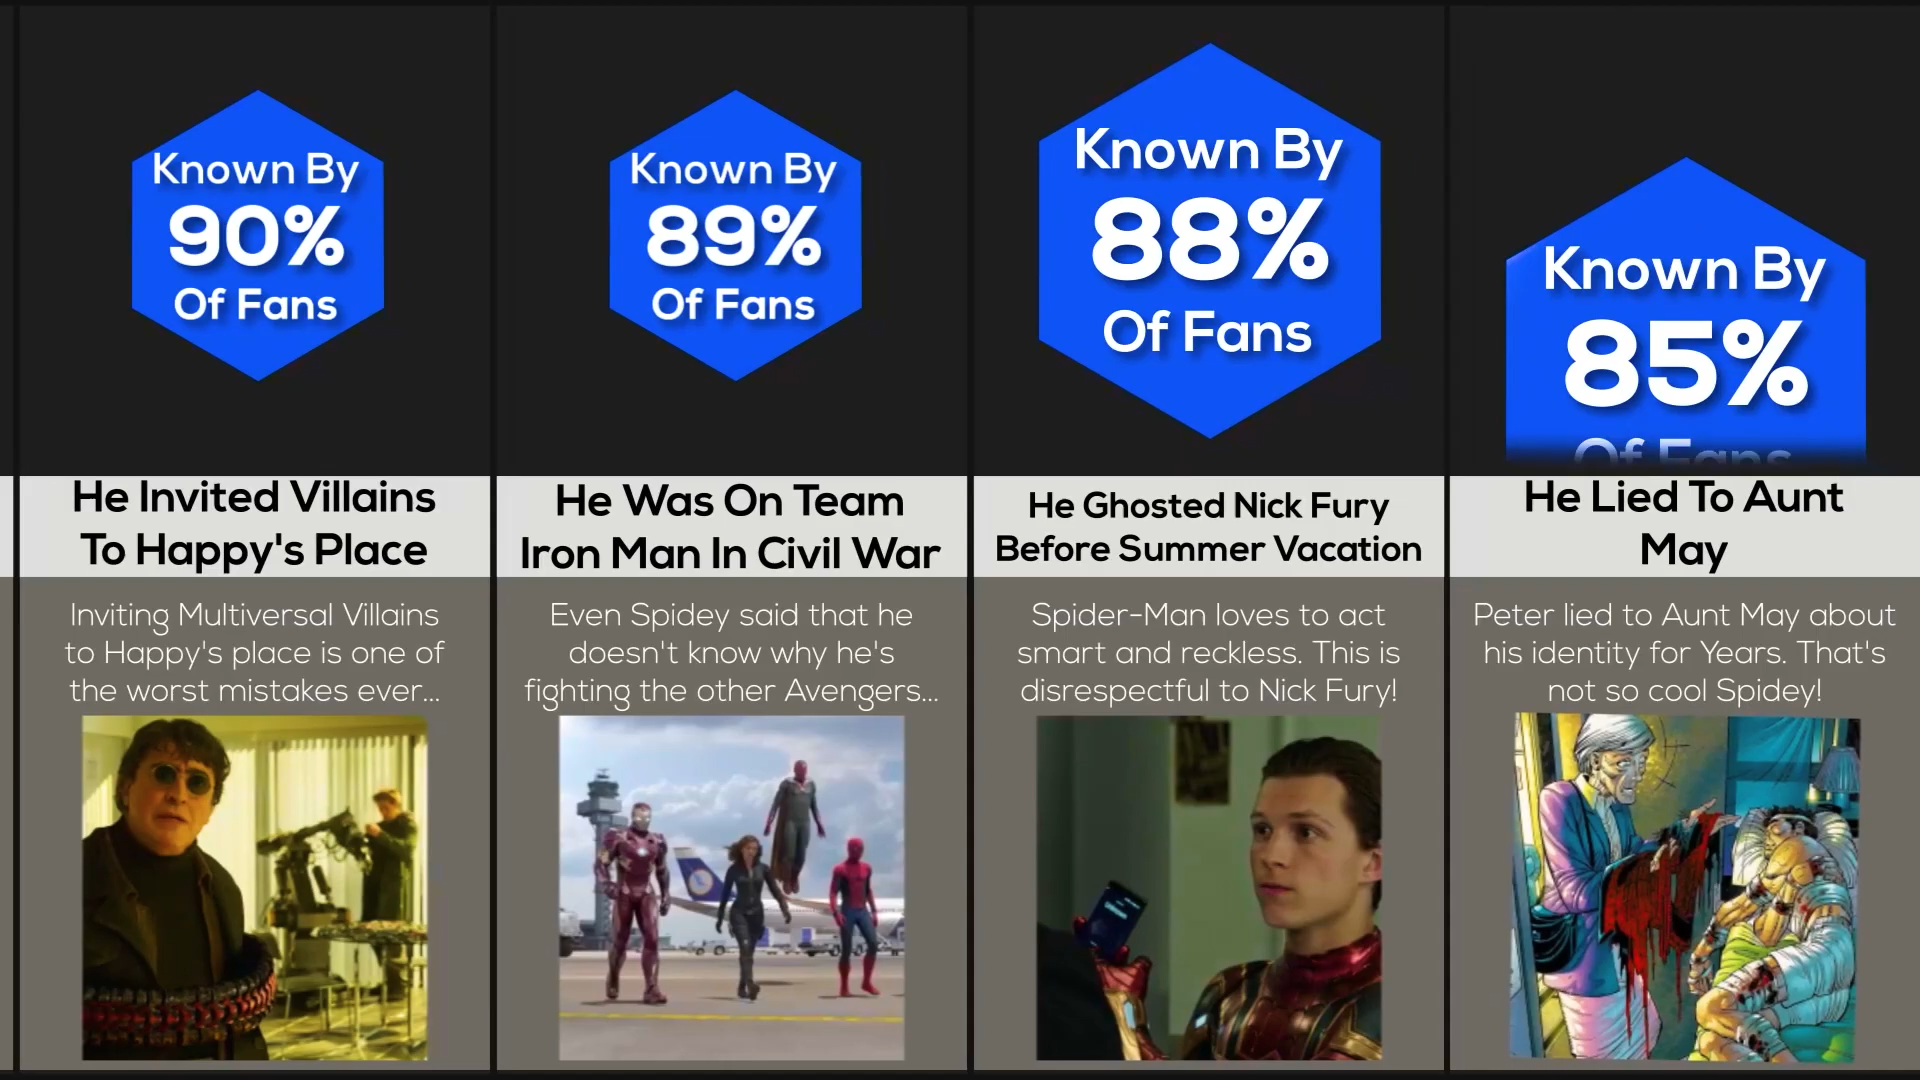 Known By
90%
Of Fans
He Invited Villains
To Happy's Place
Inviting Multiversal Villains
to Happy's place is one of
the worst mistakes ever...
Known By
89%
Of Fans
He Was On Team
Iron Man In Civil War
Even Spidey said that he
doesn't know why he's
fighting the other Avengers...
Known By
88%
Of Fans
He Ghosted Nick Fury
Before Summer Vacation
Spider-Man loves to act
smart and reckless. This is
disrespectful to Nick Fury!
Known By
85%
Of Fans
He Lied To Aunt
May
Peter lied to Aunt May about
his identity for Years. That's
not so cool Spidey!